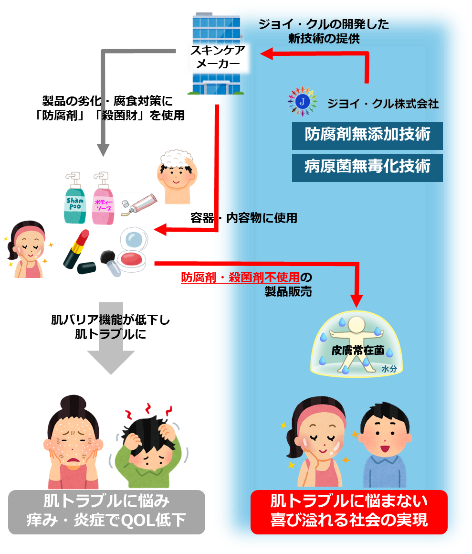 ジョイ・クルの開発した
新技術の提供
スキンケア
メーカー
製品の劣化・腐食対策に
「防腐剤」「殺菌財」を使用
J
ジョイ・クル株式会社
防腐剤無添加技術
病原菌無毒化技術
Sham
poo
ボディー
ソープ
容器・内容物に使用
防腐剤・殺菌剤不使用の
製品販売
肌バリア機能が低下し
肌トラブルに
皮膚常在菌
水分
肌トラブルに悩み
痒み・炎症でQOL低下
肌トラブルに悩まない
喜び溢れる社会の実現